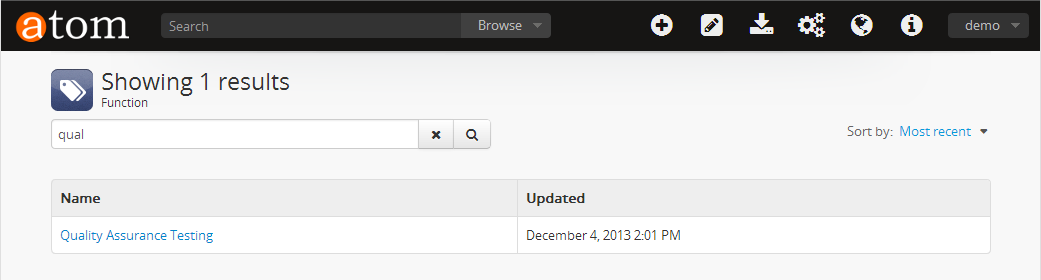 atom Search Browse demo
Showing 1 results
Function
qual
Sort by: Most recent
Name Updated
Quality Assurance Testing December 4, 2013 2:01 PM